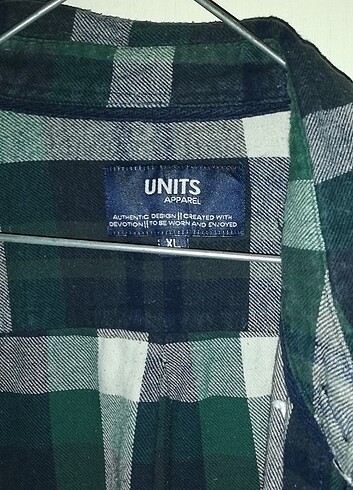 UNITS
APPAREL
AUTHENTIC DESIGN || CREATED WITH
DEVOTION || TO BE WORN AND ENJOYED
XL